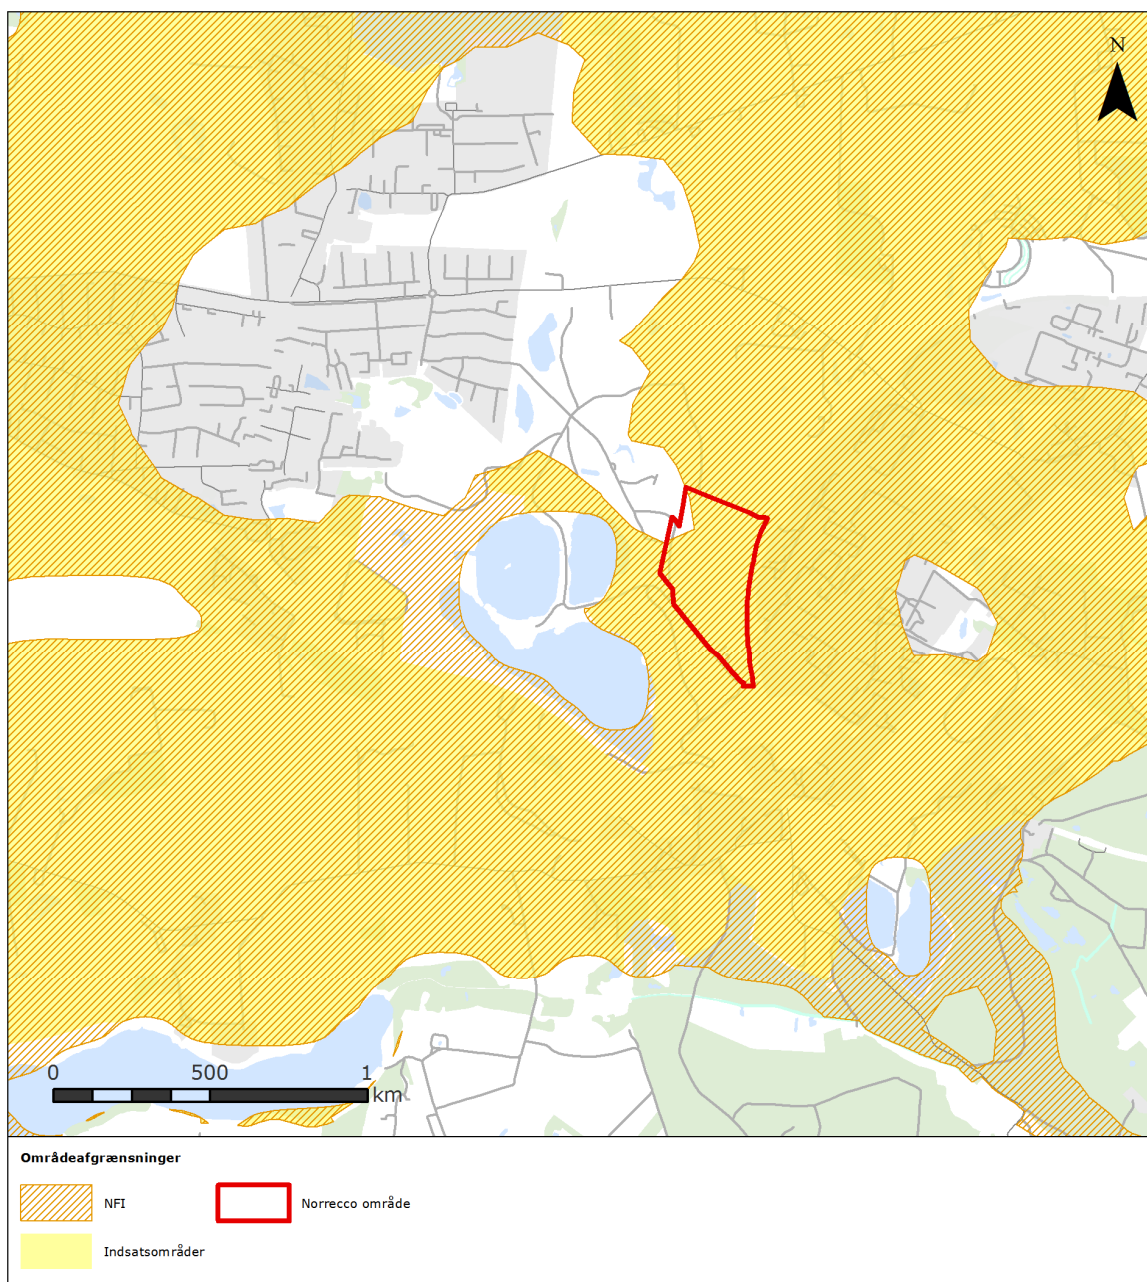 N
0 500 1
km
Områdeafgrænsninger
NFI
Norrecco område
Indsatsområder